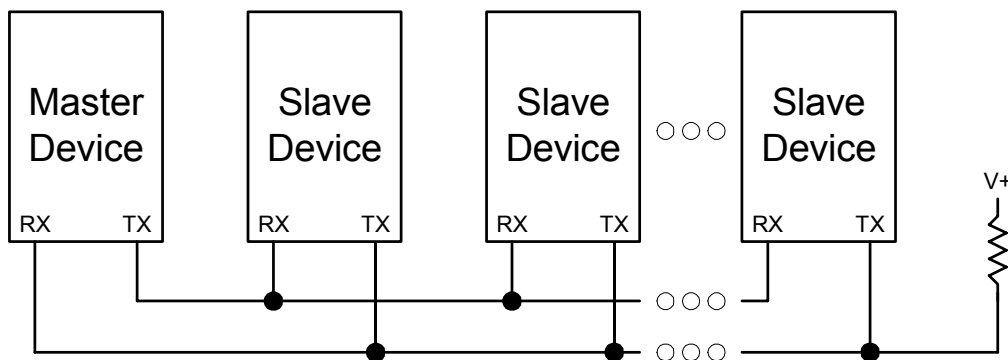 Master
Device
Slave
Device
Slave
Device
Slave
Device
V+
RX TX
RX TX
RX TX
RX TX